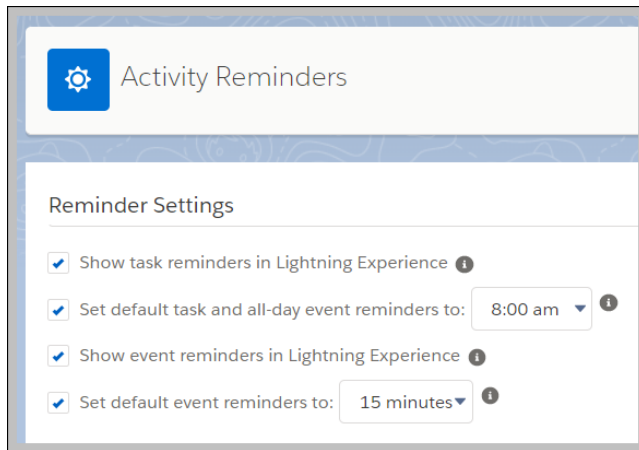 Activity Reminders
Reminder Settings
Show task reminders in Lightning Experience
Set default task and all-day event reminders to: 8:00 am
Show event reminders in Lightning Experience
Set default event reminders to: 15 minutes